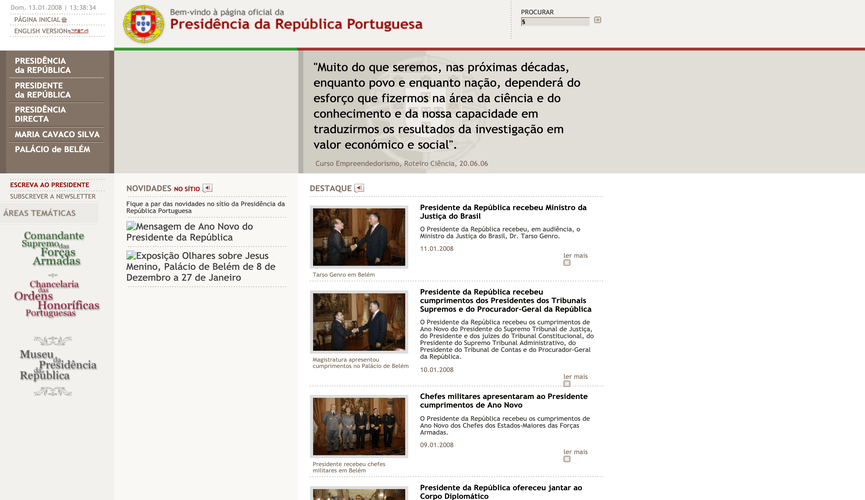 Dom. 13.01.2008 | 13:38:34
PÁGINA INICIAL
ENGLISH VERSION
Bem-vindo à página oficial da
Presidência da República Portuguesa
PROCURAR
PRESIDÊNCIA
da REPÚBLICA
PRESIDENTE
da REPÚBLICA
PRESIDÊNCIA
DIRECTA
MARIA CAVACO SILVA
PALÁCIO de BELÉM
"Muito do que seremos, nas próximas décadas,
enquanto povo e enquanto nação, dependerá do
esforço que fizermos na área da ciência e do
conhecimento e da nossa capacidade em
traduzirmos os resultados da investigação em
valor económico e social".
Curso Empreendedorismo, Roteiro Ciência, 20.06.06
ESCREVA AO PRESIDENTE
SUBSCREVER A NEWSLETTER
ÁREAS TEMÁTICAS
Comandante
Supremo das
Forças
Armadas
Chancelaria
das
Ordens
Honoríficas
Portuguesas
Museu
da
Presidência
da
República
NOVIDADES NO SÍTIO
Fique a par das novidades no sítio da Presidência da
República Portuguesa
Mensagem de Ano Novo do
Presidente da República
Exposição Olhares sobre Jesus
Menino, Palácio de Belém de 8 de
Dezembro a 27 de Janeiro
DESTAQUE
Tarso Genro em Belém
Presidente da República recebeu Ministro da
Justiça do Brasil
O Presidente da República recebeu, em audiência, o
Ministro da Justiça do Brasil, Dr. Tarso Genro.
11.01.2008
ler mais
Magistratura apresentou
cumprimentos no Palácio de Belém
Presidente da República recebeu
cumprimentos dos Presidentes dos Tribunais
Supremos e do Procurador-Geral da República
O Presidente da República recebeu os cumprimentos de
Ano Novo do Presidente do Supremo Tribunal de Justiça,
do Presidente e dos juízes do Tribunal Constitucional, do
Presidente do Supremo Tribunal Administrativo, do
Presidente do Tribunal de Contas e do Procurador-Geral
da República.
10.01.2008
ler mais
Presidente recebeu chefes
militares em Belém
Chefes militares apresentaram ao Presidente
cumprimentos de Ano Novo
O Presidente da República recebeu os cumprimentos de
Ano Novo dos Chefes dos Estados-Maiores das Forças
Armadas.
09.01.2008
ler mais
Presidente da República ofereceu jantar ao
Corpo Diplomático